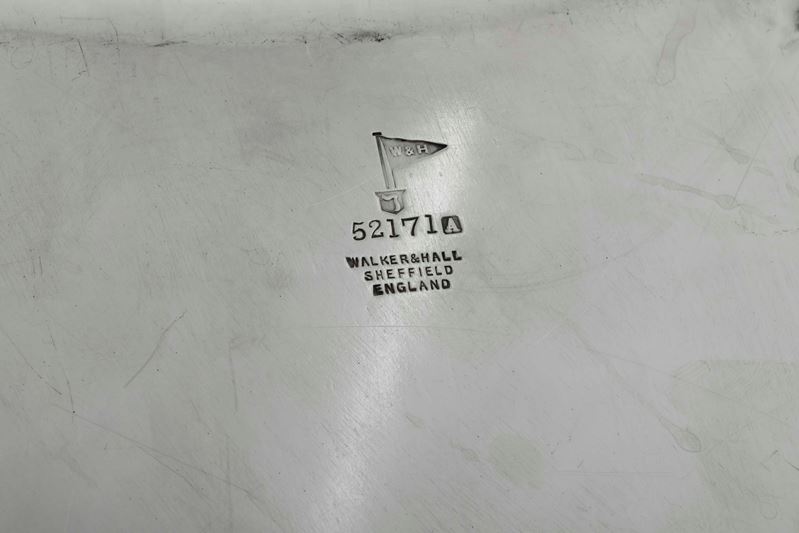 W&H
52171A
WALKER&HALL
SHEFFIELD
ENGLAND